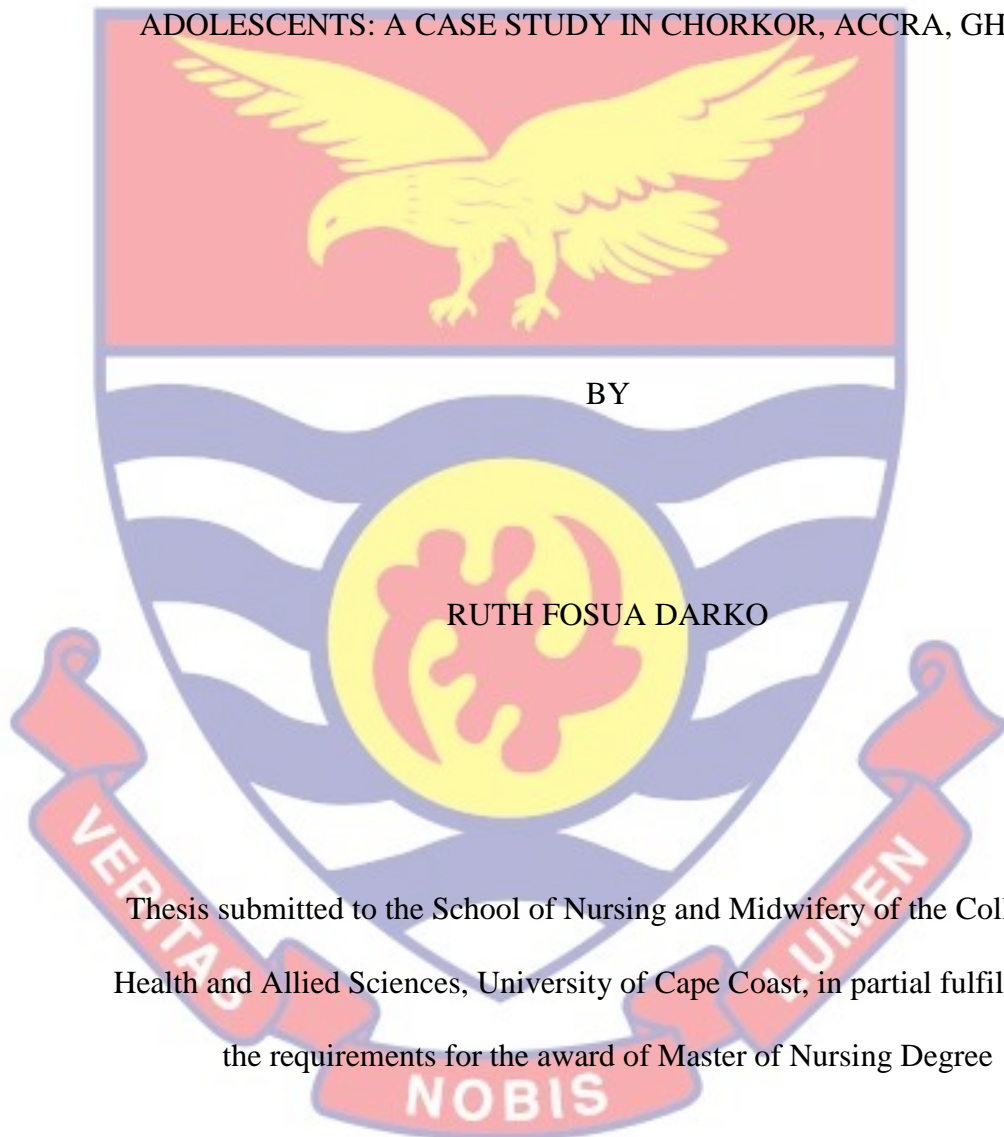 ADOLESCENTS: A CASE STUDY IN CHORKOR, ACCRA, GH
BY
RUTH FOSUA DARKO
Thesis submitted to the School of Nursing and Midwifery of the Col
Health and Allied Sciences, University of Cape Coast, in partial fulfil
the requirements for the award of Master of Nursing Degree
VERITAS
NOBIS
LUMEN